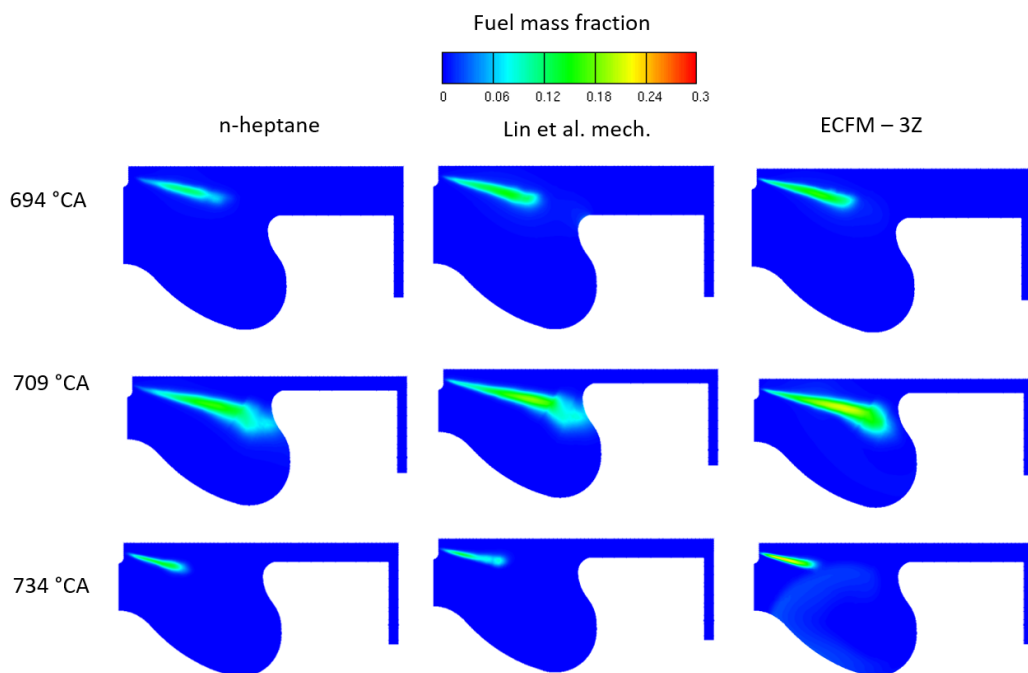 Fuel mass fraction
0 0.06 0.12 0.18 0.24 0.3
n-heptane Lin et al. mech. ECFM – 3Z
694 °CA
709 °CA
734 °CA